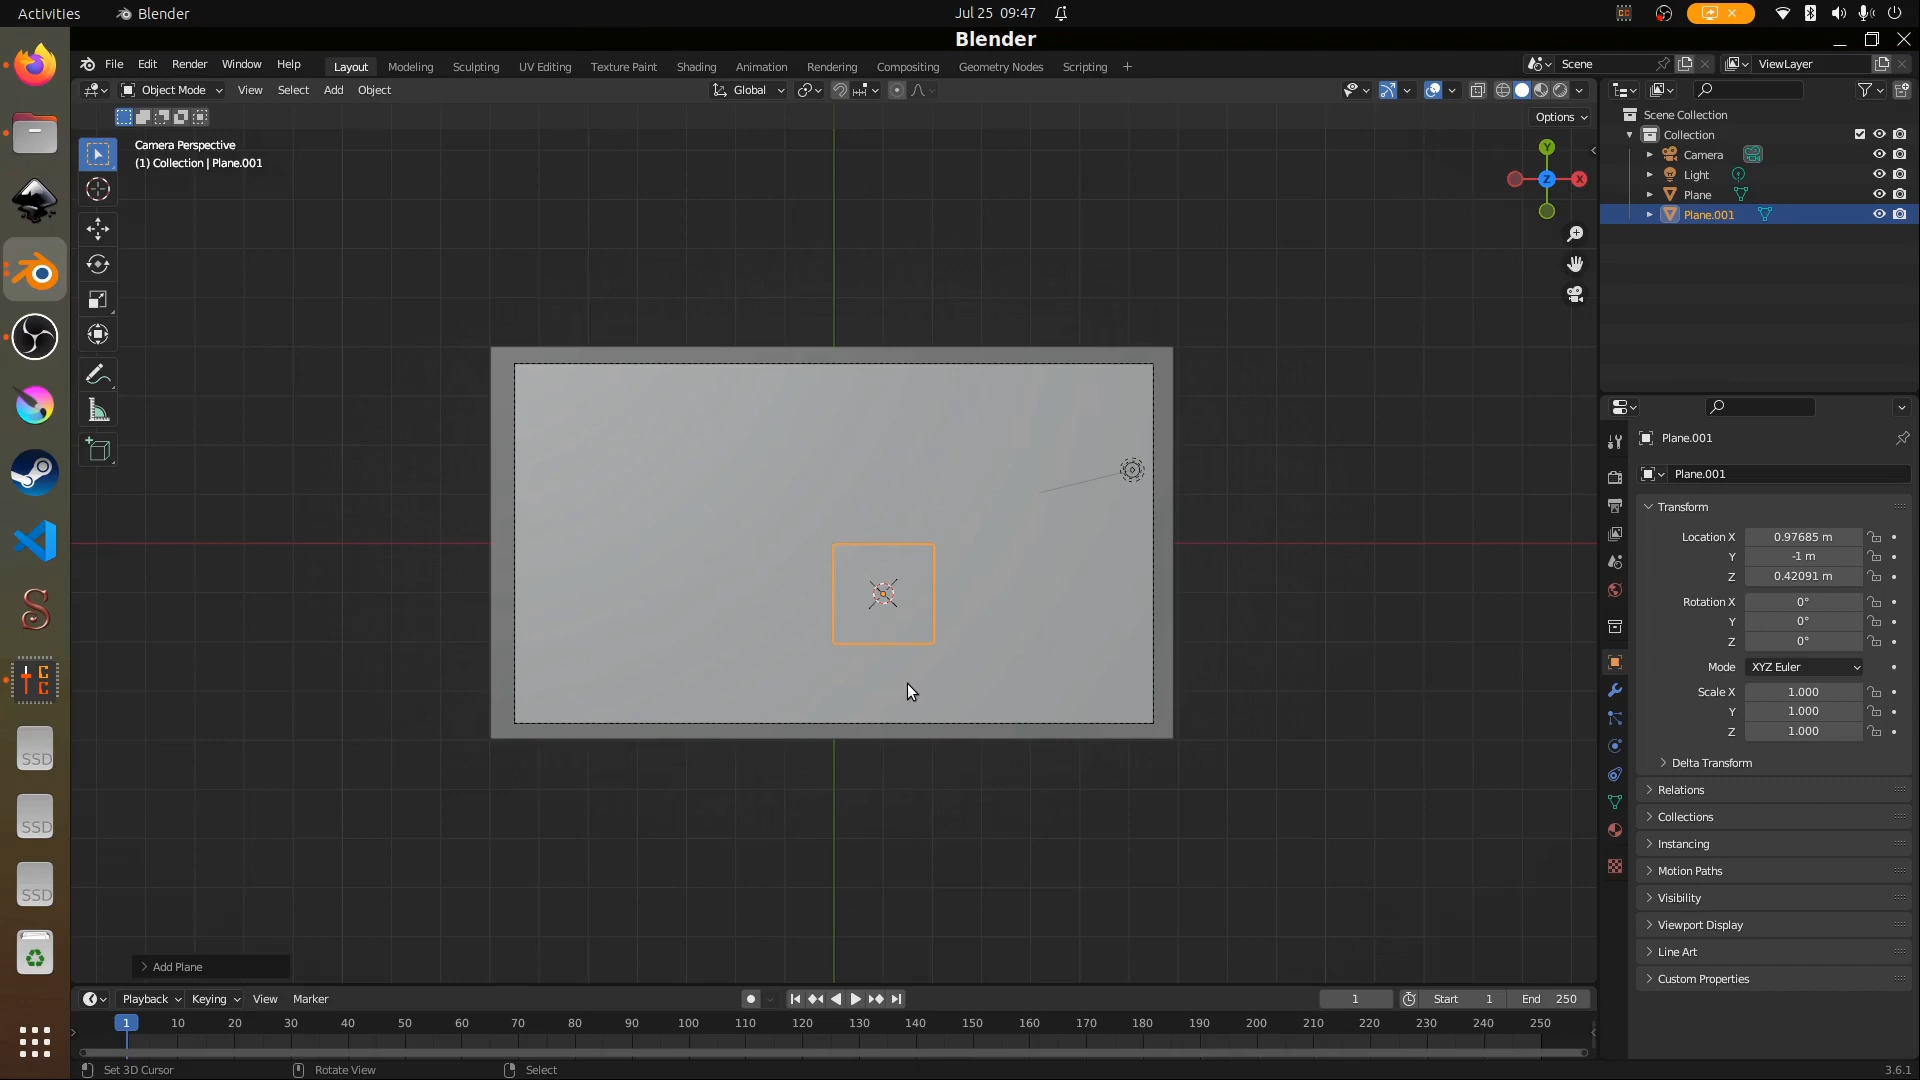 Activities
Blender
Jul 25 09:47
Blender
File Edit Render Window Help
Layout Modeling Sculpting UV Editing Texture Paint Shading Animation Rendering Compositing Geometry Nodes Scripting +
Scene
ViewLayer
Object Mode View Select Add Object
Global
Options
Camera Perspective
(1) Collection | Plane.001
Y
Z
X
Scene Collection
Collection
Camera
Light
Plane
Plane.001
Plane.001
Plane.001
Transform
Location X 0.97685 m
Y -1 m
Z 0.42091 m
Rotation X 0°
Y 0°
Z 0°
Mode XYZ Euler
Scale X 1.000
Y 1.000
Z 1.000
Delta Transform
Relations
Collections
Instancing
Motion Paths
Visibility
Viewport Display
Line Art
Custom Properties
SSD
SSD
SSD
Add Plane
Playback Keying View Marker
1 Start 1 End 250
1 10 20 30 40 50 60 70 80 90 100 110 120 130 140 150 160 170 180 190 200 210 220 230 240 250
Set 3D Cursor Rotate View Select
3.6.1